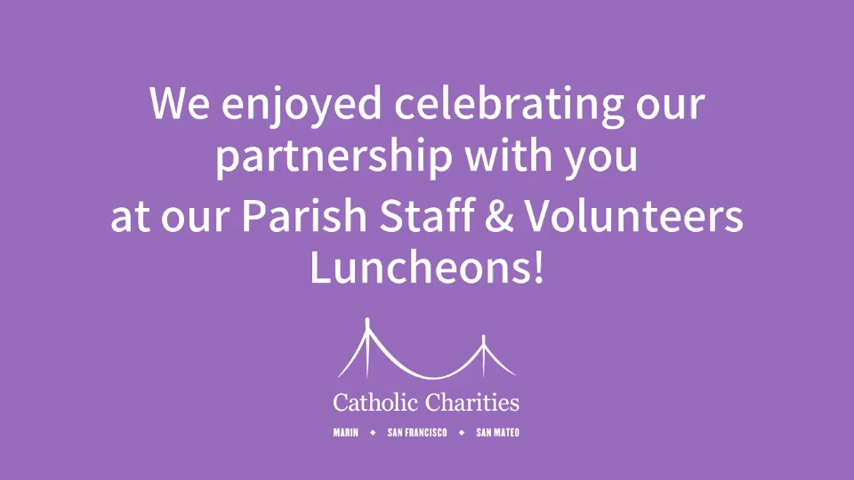 We enjoyed celebrating our
partnership with you
at our Parish Staff & Volunteers
Luncheons!
Catholic Charities
MARIN ◆ SAN FRANCISCO ◆ SAN MATEO